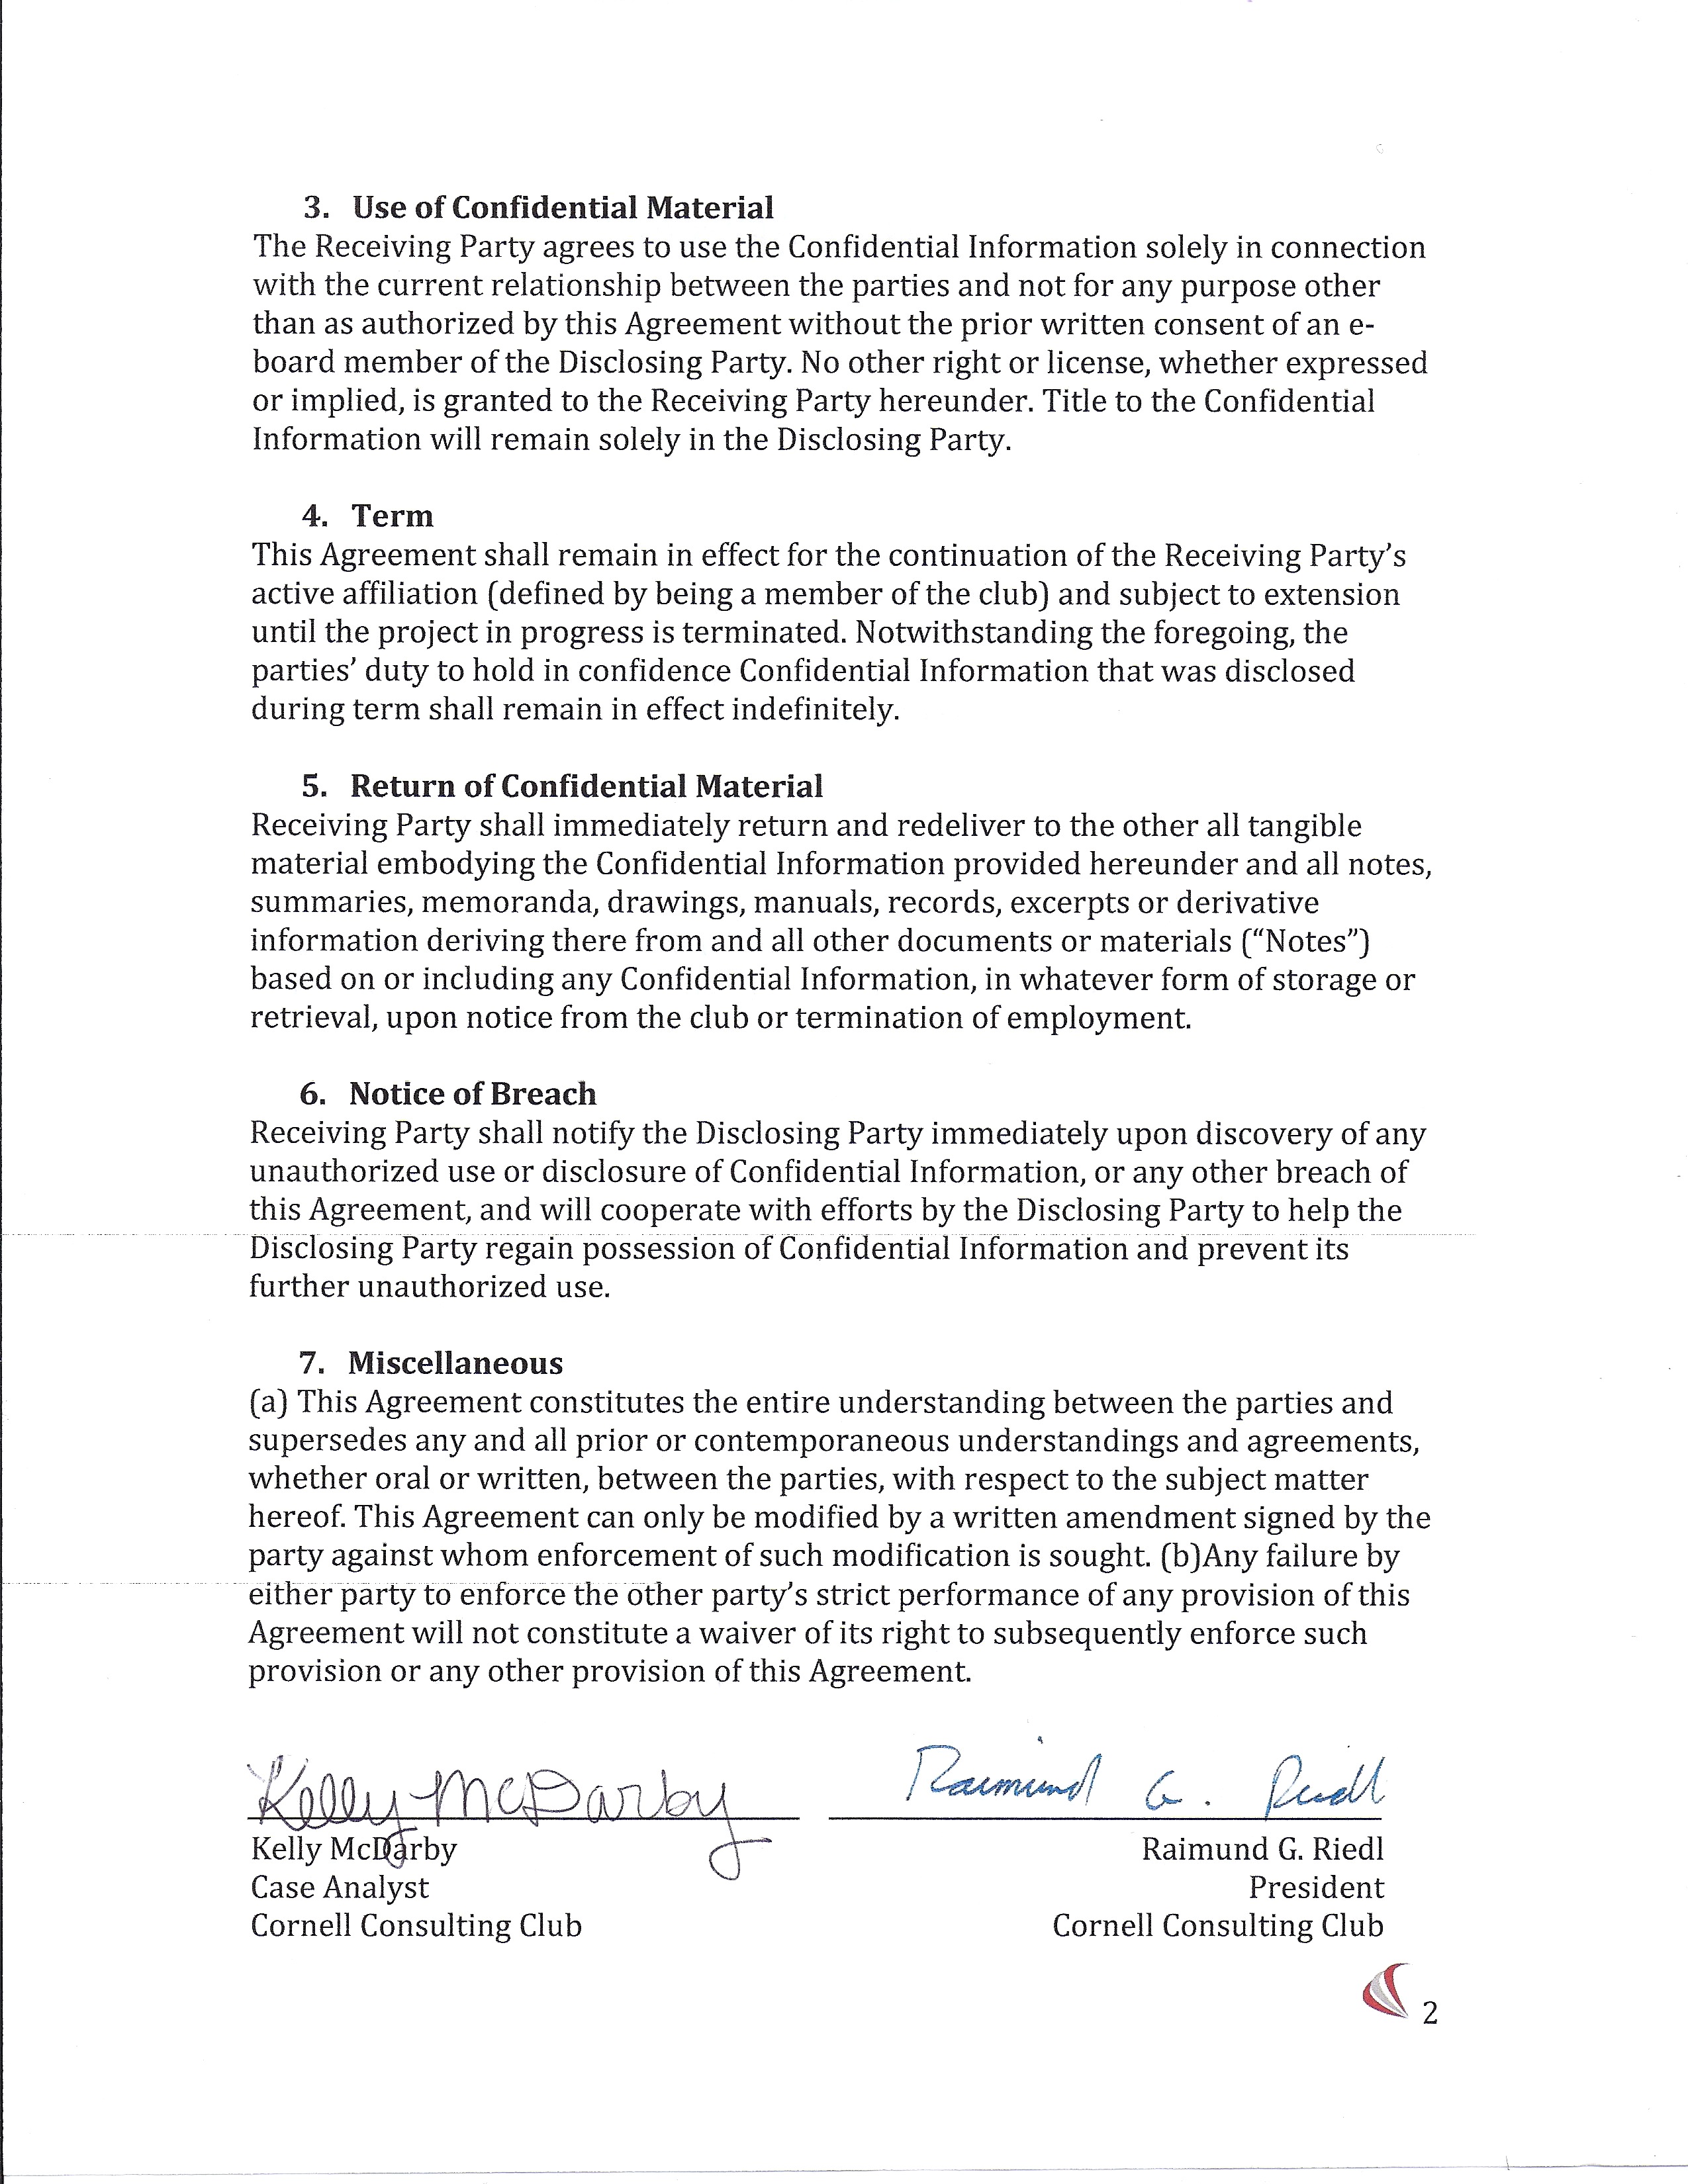 3. Use of Confidential Material
The Receiving Party agrees to use the Confidential Information solely in connection
with the current relationship between the parties and not for any purpose other
than as authorized by this Agreement without the prior written consent of an e-
board member of the Disclosing Party. No other right or license, whether expressed
or implied, is granted to the Receiving Party hereunder. Title to the Confidential
Information will remain solely in the Disclosing Party.
4. Term
This Agreement shall remain in effect for the continuation of the Receiving Party’s
active affiliation (defined by being a member of the club) and subject to extension
until the project in progress is terminated. Notwithstanding the foregoing, the
parties’ duty to hold in confidence Confidential Information that was disclosed
during term shall remain in effect indefinitely.
5. Return of Confidential Material
Receiving Party shall immediately return and redeliver to the other all tangible
material embodying the Confidential Information provided hereunder and all notes,
summaries, memoranda, drawings, manuals, records, excerpts or derivative
information deriving there from and all other documents or materials (“Notes”)
based on or including any Confidential Information, in whatever form of storage or
retrieval, upon notice from the club or termination of employment.
6. Notice of Breach
Receiving Party shall notify the Disclosing Party immediately upon discovery of any
unauthorized use or disclosure of Confidential Information, or any other breach of
this Agreement, and will cooperate with efforts by the Disclosing Party to help the
Disclosing Party regain possession of Confidential Information and prevent its
further unauthorized use.
7. Miscellaneous
(a) This Agreement constitutes the entire understanding between the parties and
supersedes any and all prior or contemporaneous understandings and agreements,
whether oral or written, between the parties, with respect to the subject matter
hereof. This Agreement can only be modified by a written amendment signed by the
party against whom enforcement of such modification is sought. (b)Any failure by
either party to enforce the other party’s strict performance of any provision of this
Agreement will not constitute a waiver of its right to subsequently enforce such
provision or any other provision of this Agreement.
Kelly McDarby
Raimund G. Riedl
Kelly McDarby
Case Analyst
Cornell Consulting Club
Raimund G. Riedl
President
Cornell Consulting Club
2